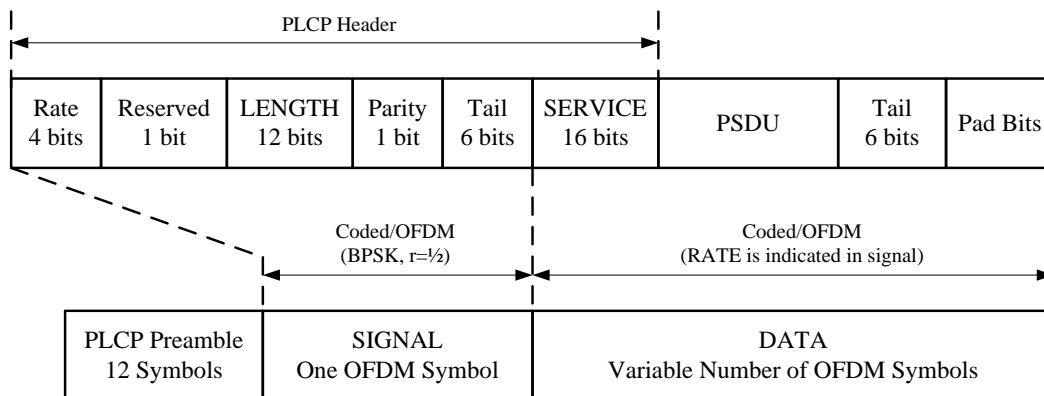 PLCP Header
Rate
4 bits
Reserved
1 bit
LENGTH
12 bits
Parity
1 bit
Tail
6 bits
SERVICE
16 bits
PSDU
Tail
6 bits
Pad Bits
Coded/OFDM
(BPSK, r=½)
Coded/OFDM
(RATE is indicated in signal)
PLCP Preamble
12 Symbols
SIGNAL
One OFDM Symbol
DATA
Variable Number of OFDM Symbols